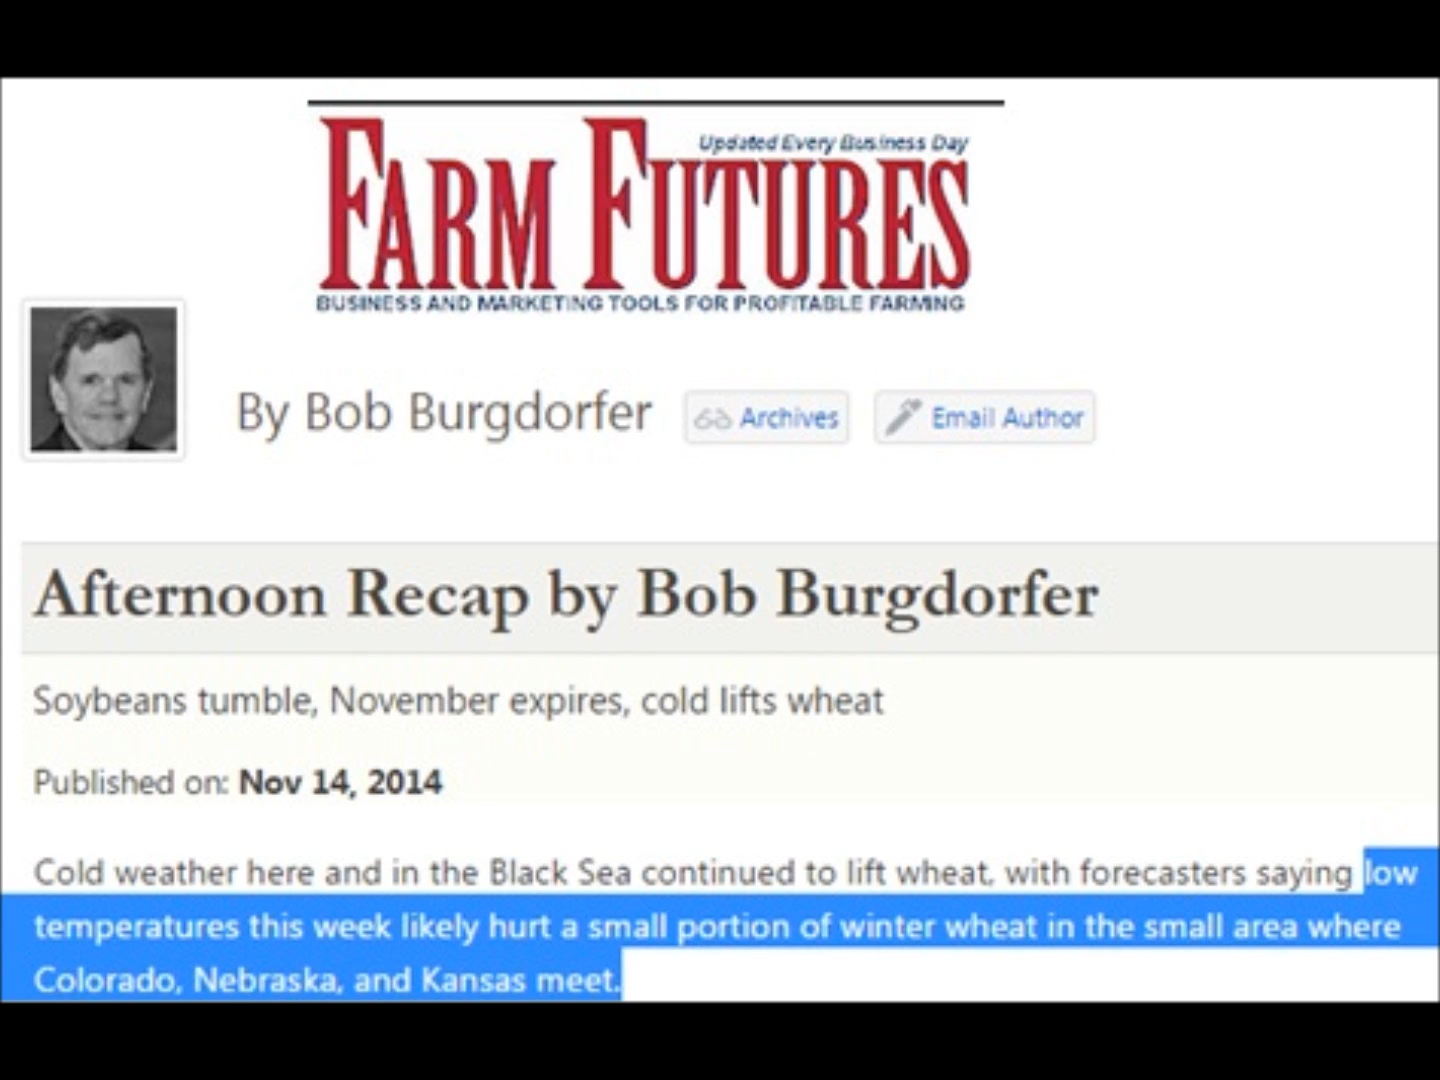 Updated Every Business Day
FARM FUTURES
BUSINESS AND MARKETING TOOLS FOR PROFITABLE FARMING
By Bob Burgdorfer Archives Email Author
Afternoon Recap by Bob Burgdorfer
Soybeans tumble, November expires, cold lifts wheat
Published on: Nov 14, 2014
Cold weather here and in the Black Sea continued to lift wheat, with forecasters saying low
temperatures this week likely hurt a small portion of winter wheat in the small area where
Colorado, Nebraska, and Kansas meet.